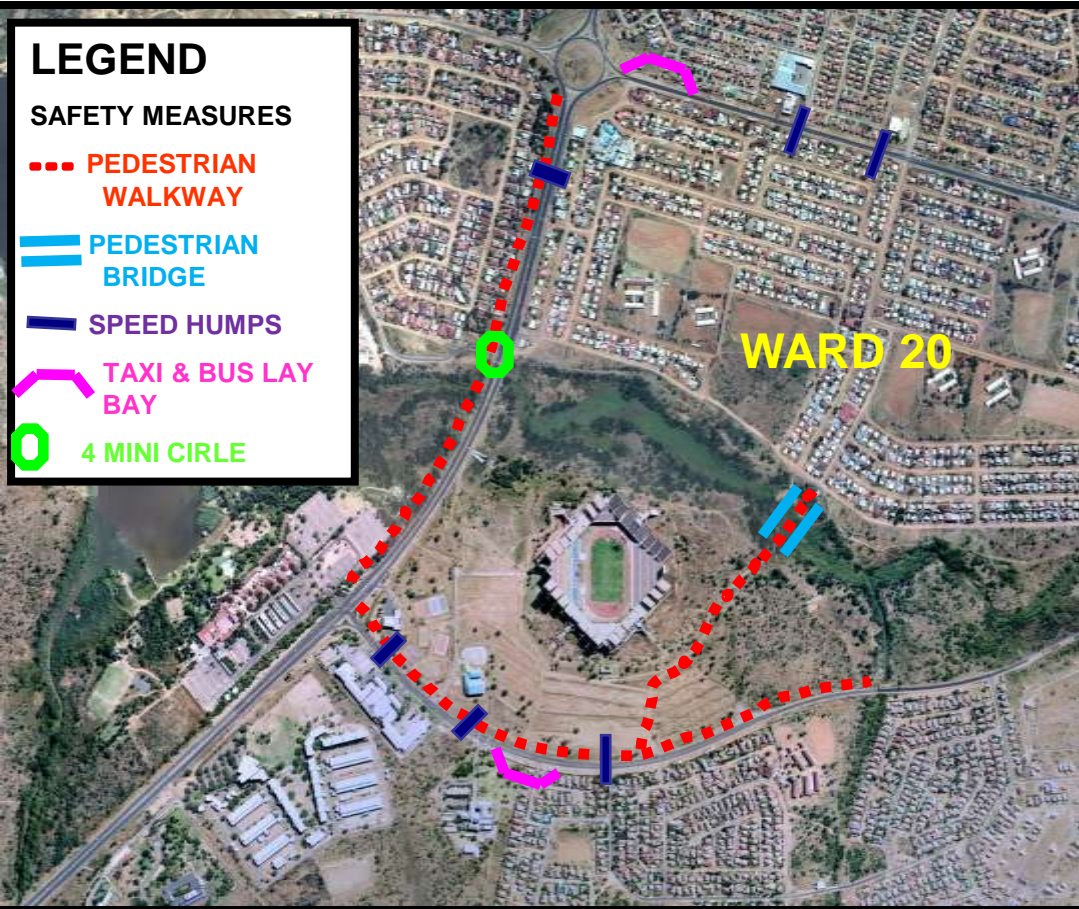 LEGEND
SAFETY MEASURES
PEDESTRIAN
WALKWAY
PEDESTRIAN
BRIDGE
SPEED HUMPS
TAXI & BUS LAY
BAY
4 MINI CIRLE
WARD 20